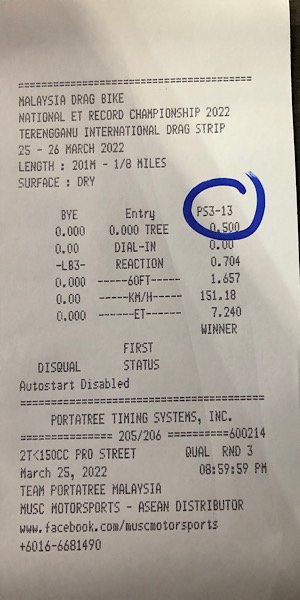 ==================================
MALAYSIA DRAG BIKE
NATIONAL ET RECORD CHAMPIONSHIP 2022
TERENGGANU INTERNATIONAL DRAG STRIP
25 - 26 MARCH 2022
LENGTH : 201M - 1/8 MILES
SURFACE : DRY
BYE Entry PS3-13
0.000 0.000 TREE 0.500
0.00 DIAL-IN 0.00
-LB3- REACTION 0.704
0.000 ------60FT------ 1.657
0.00 ------KM/H------ 151.18
0.000 -------ET------- 7.240
WINNER
FIRST
DISQUAL STATUS
Autostart Disabled
==================================
PORTATREE TIMING SYSTEMS, INC.
============== 205/206 =========600214
2T<150CC PRO STREET QUAL RND 3
March 25, 2022 08:59:59 PM
TEAM PORTATREE MALAYSIA
MUSC MOTORSPORTS - ASEAN DISTRIBUTOR
www.facebook.com/muscmotorsports
+6016-6681490